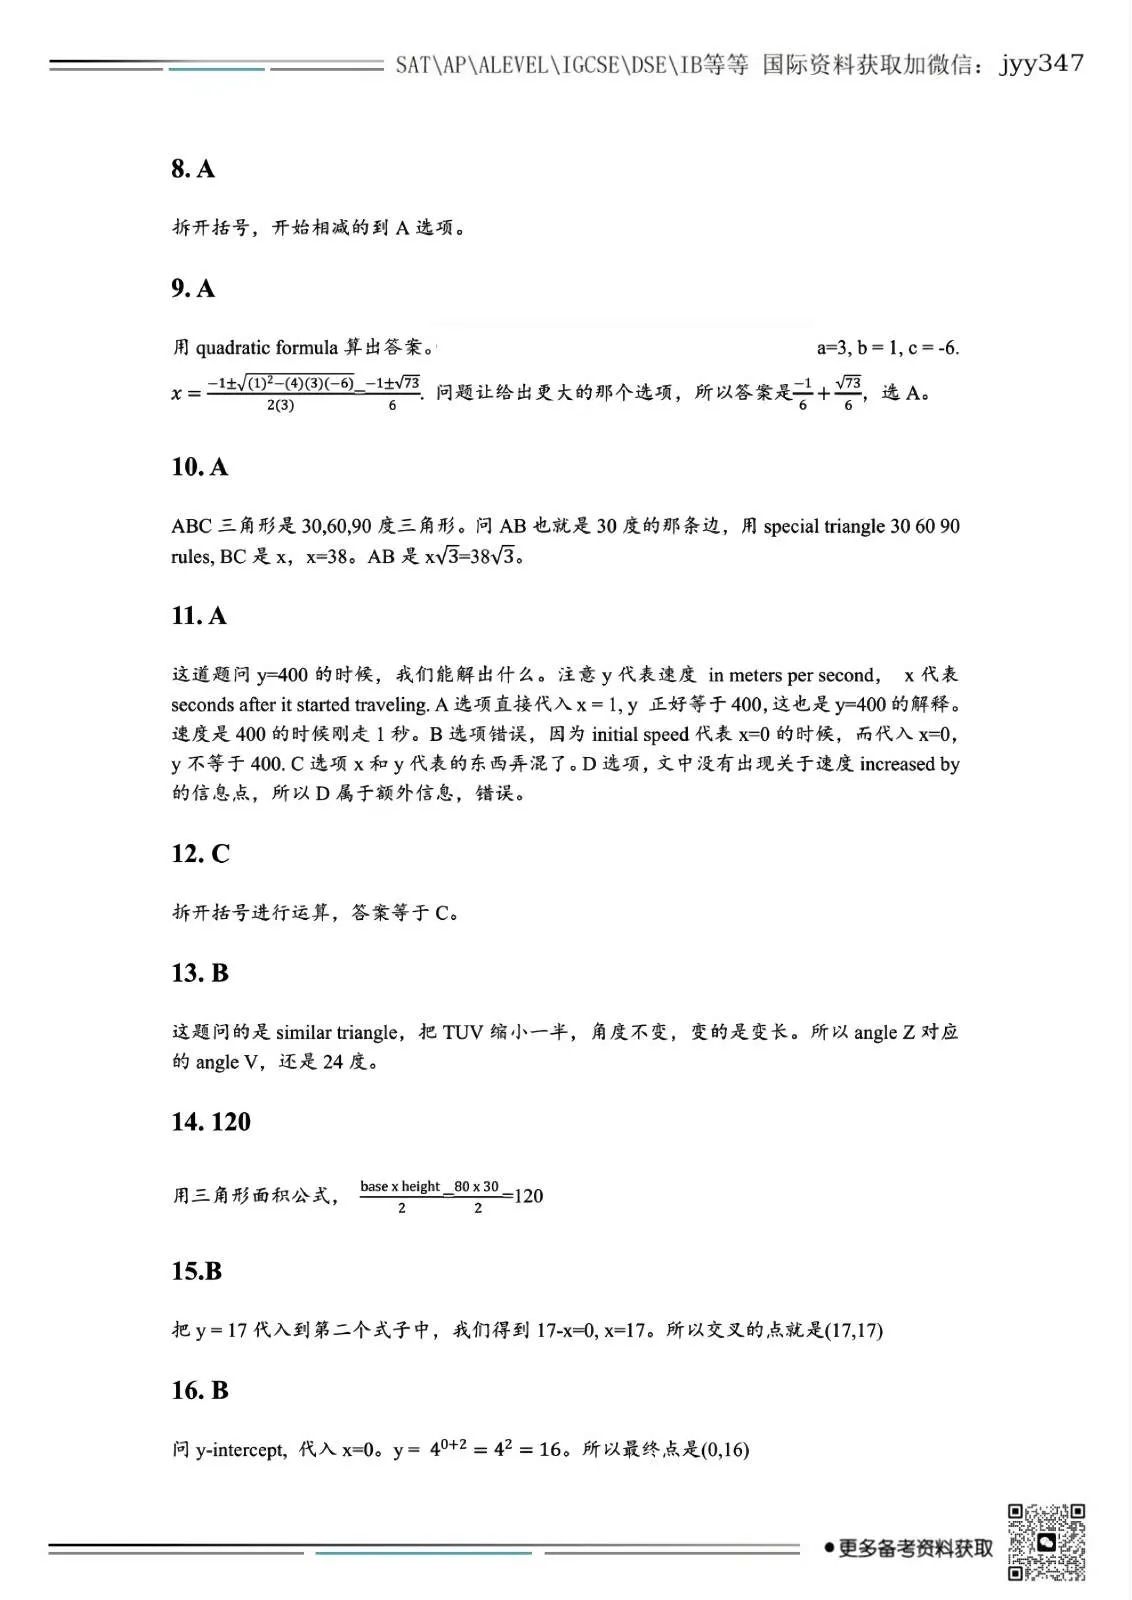 SAT\AP\ALEVEL\IGCSE\DSE\IB等等 国际资料获取加微信：jyy347
8. A
拆开括号，开始相减的到 A 选项。
9. A
用 quadratic formula 算出答案。 a=3, b = 1, c = -6.
x = \frac{-1±√(1)²−(4)(3)(−6)}{2(3)}=\frac{-1±√73}{6}. 问题让给出更大的那个选项，所以答案是\frac{-1}{6}+\frac{√73}{6}，选 A。
10. A
ABC 三角形是 30,60,90 度三角形。问 AB 也就是 30 度的那条边，用 special triangle 30 60 90
rules, BC 是 x，x=38。AB 是 x√3=38√3。
11. A
这道题问 y=400 的时候，我们能解出什么。注意 y 代表速度 in meters per second， x 代表
seconds after it started traveling. A 选项直接代入 x = 1, y 正好等于 400，这也是 y=400 的解释。
速度是 400 的时候刚走 1 秒。B 选项错误，因为 initial speed 代表 x=0 的时候，而代入 x=0，
y 不等于 400. C 选项 x 和 y 代表的东西弄混了。D 选项，文中没有出现关于速度 increased by
的信息点，所以 D 属于额外信息，错误。
12. C
拆开括号进行运算，答案等于 C。
13. B
这题问的是 similar triangle，把 TUV 缩小一半，角度不变，变的是变长。所以 angle Z 对应
的 angle V，还是 24 度。
14. 120
用三角形面积公式， \frac{base x height}{2}=\frac{80 x 30}{2}=120
15.B
把 y = 17 代入到第二个式子中，我们得到 17-x=0, x=17。所以交叉的点就是(17,17)
16. B
问 y-intercept, 代入 x=0。y = 4⁰⁺² = 4² = 16。所以最终点是(0,16)
●更多备考资料获取